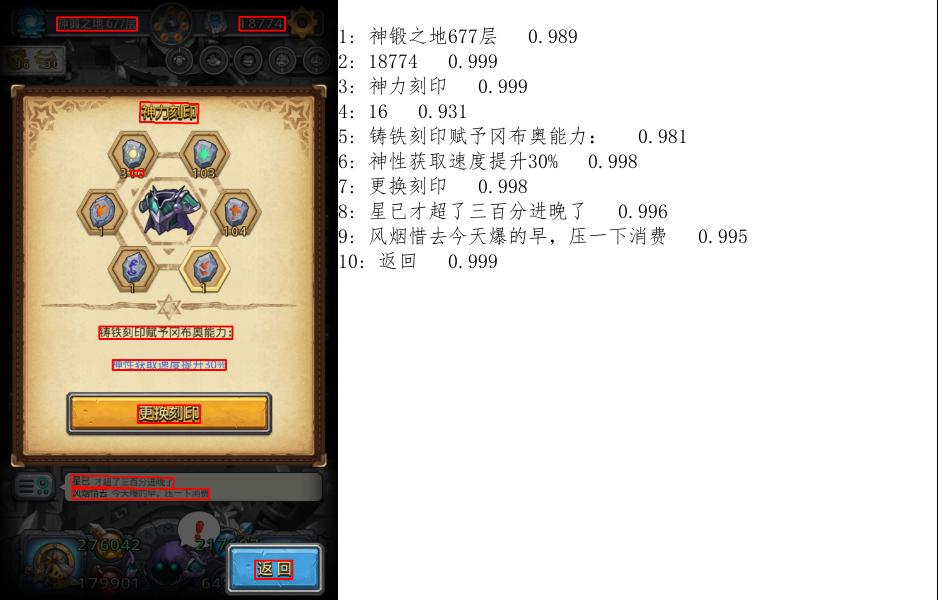 神锻之地677层
18774
36
34
神力刻印
316
103
1
104
1
1
铸铁刻印赋予冈布奥能力：
神性获取速度提升30%
更换刻印
星已 才超了三百分进晚了
风烟惜去 今天爆的早，压一下消费
276042
179901
返回
1: 神锻之地677层 0.989
2: 18774 0.999
3: 神力刻印 0.999
4: 16 0.931
5: 铸铁刻印赋予冈布奥能力： 0.981
6: 神性获取速度提升30% 0.998
7: 更换刻印 0.998
8: 星已才超了三百分进晚了 0.996
9: 风烟惜去今天爆的早，压一下消费 0.995
10: 返回 0.999